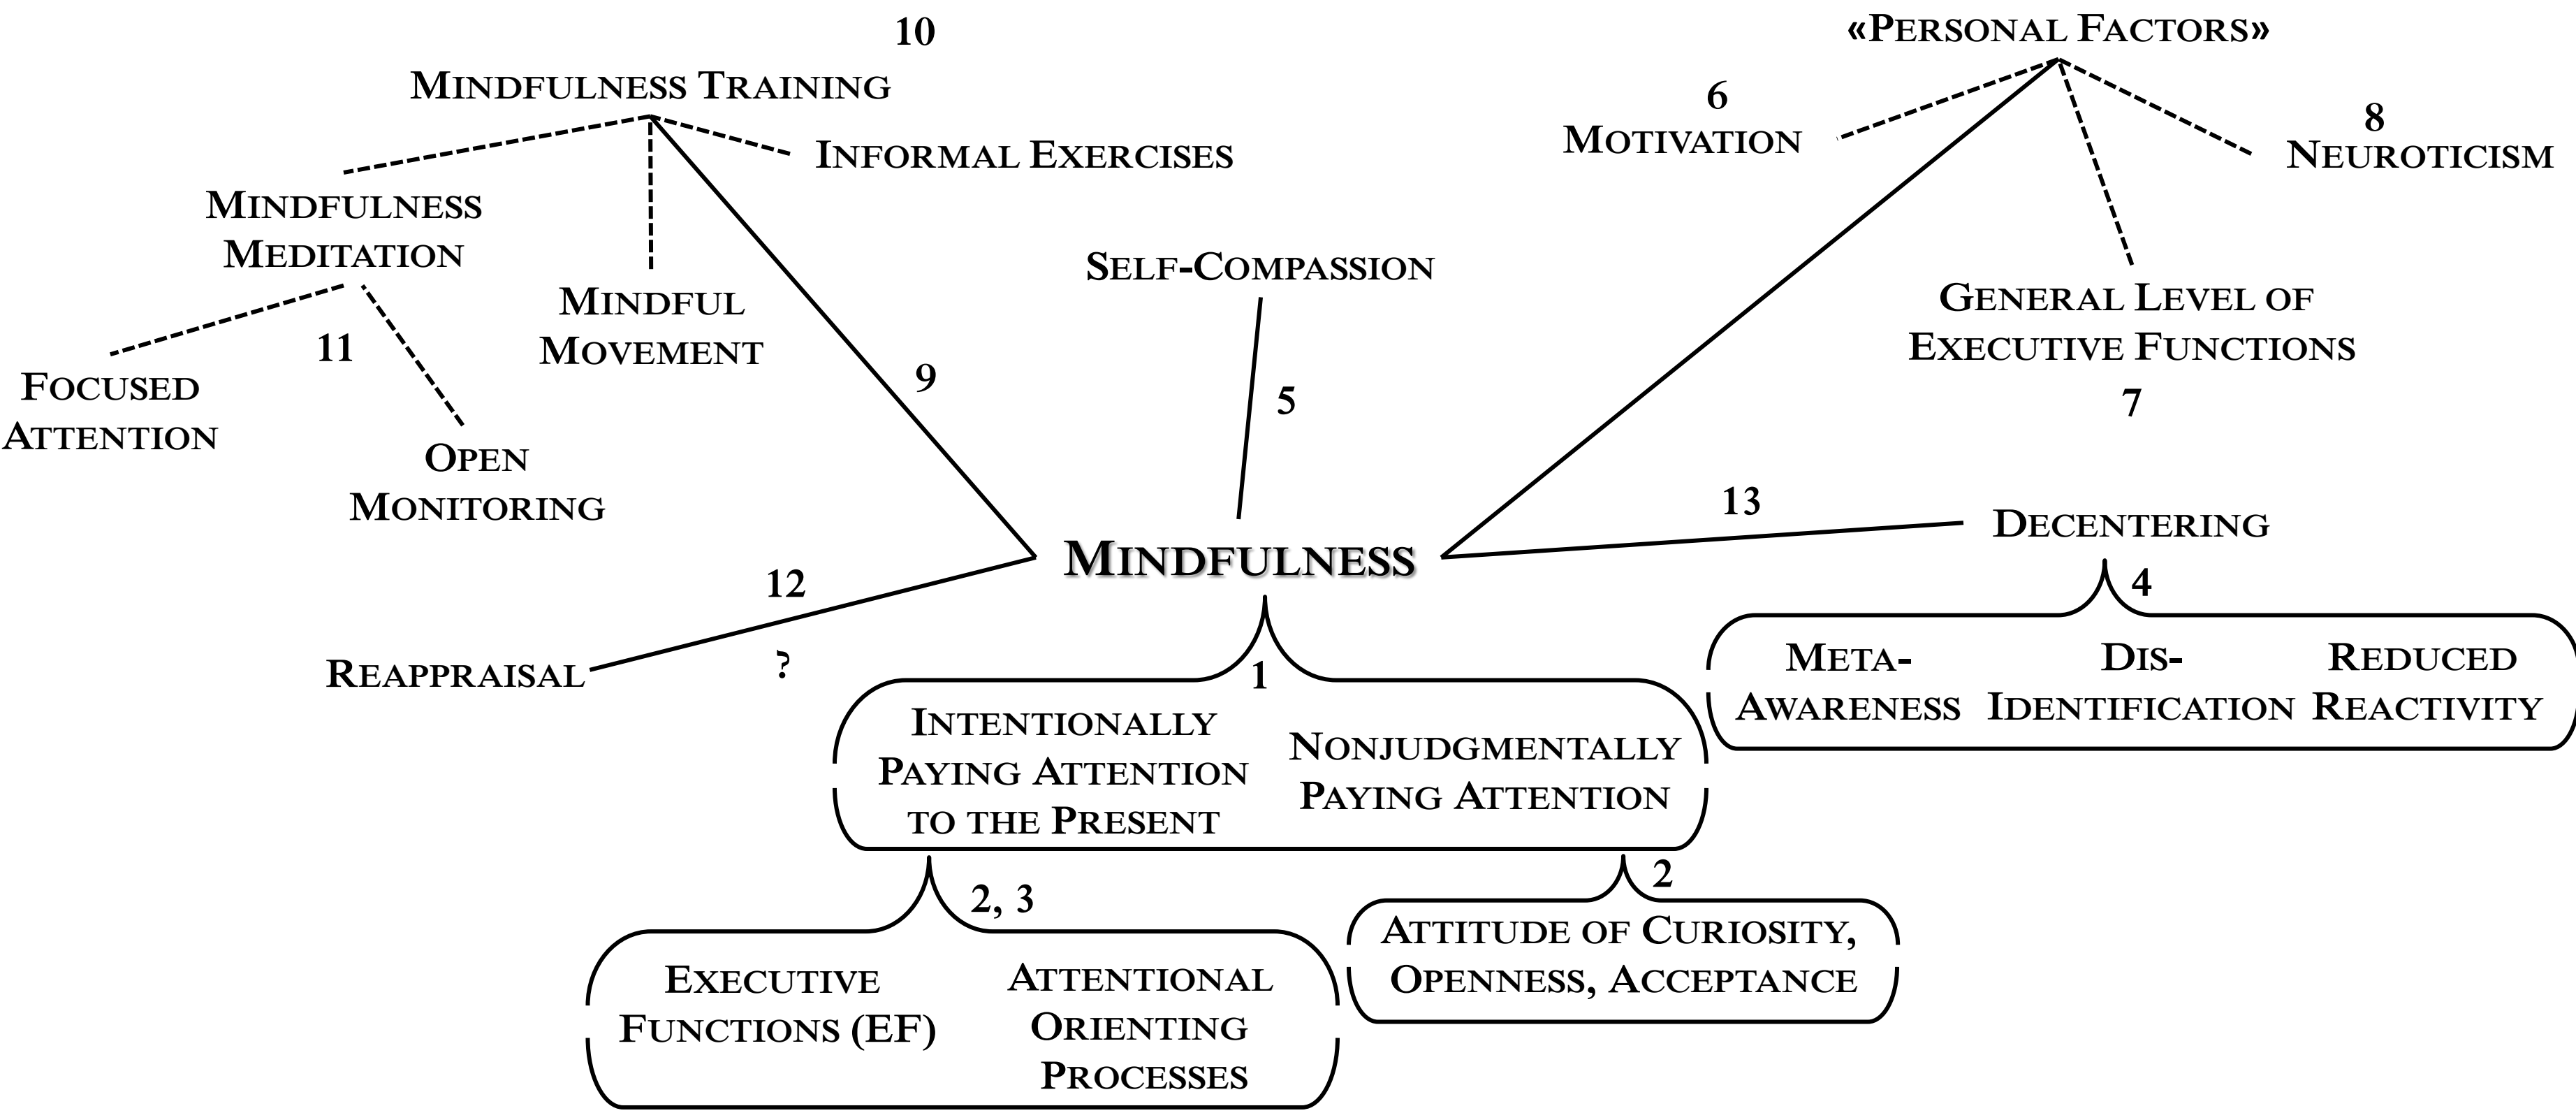 10
MINDFULNESS TRAINING
INFORMAL EXERCISES
MINDFULNESS
MEDITATION
MINDFUL
MOVEMENT
11
FOCUSED
ATTENTION
OPEN
MONITORING
9
SELF-COMPASSION
5
«PERSONAL FACTORS»
6
MOTIVATION
8
NEUROTICISM
GENERAL LEVEL OF
EXECUTIVE FUNCTIONS
7
MINDFULNESS
13
DECENTERING
4
META-
AWARENESS
DIS-
IDENTIFICATION
REDUCED
REACTIVITY
12
REAPPRAISAL
?
1
INTENTIONALLY
PAYING ATTENTION
TO THE PRESENT
NONJUDGMENTALLY
PAYING ATTENTION
2, 3
EXECUTIVE
FUNCTIONS (EF)
ATTENTIONAL
ORIENTING
PROCESSES
2
ATTITUDE OF CURIOSITY,
OPENNESS, ACCEPTANCE